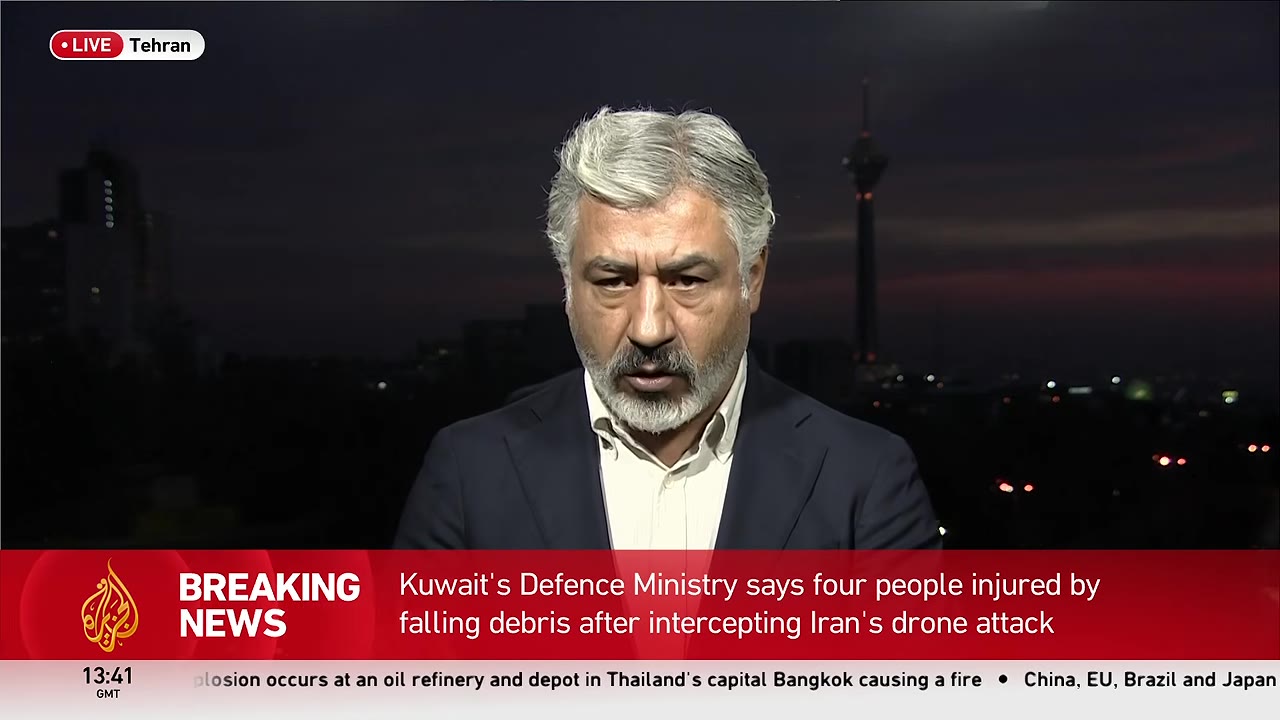 LIVE Tehran
BREAKING
NEWS
Kuwait's Defence Ministry says four people injured by
falling debris after intercepting Iran's drone attack
الجزيرة
13:41
GMT
plosion occurs at an oil refinery and depot in Thailand's capital Bangkok causing a fire • China, EU, Brazil and Japan